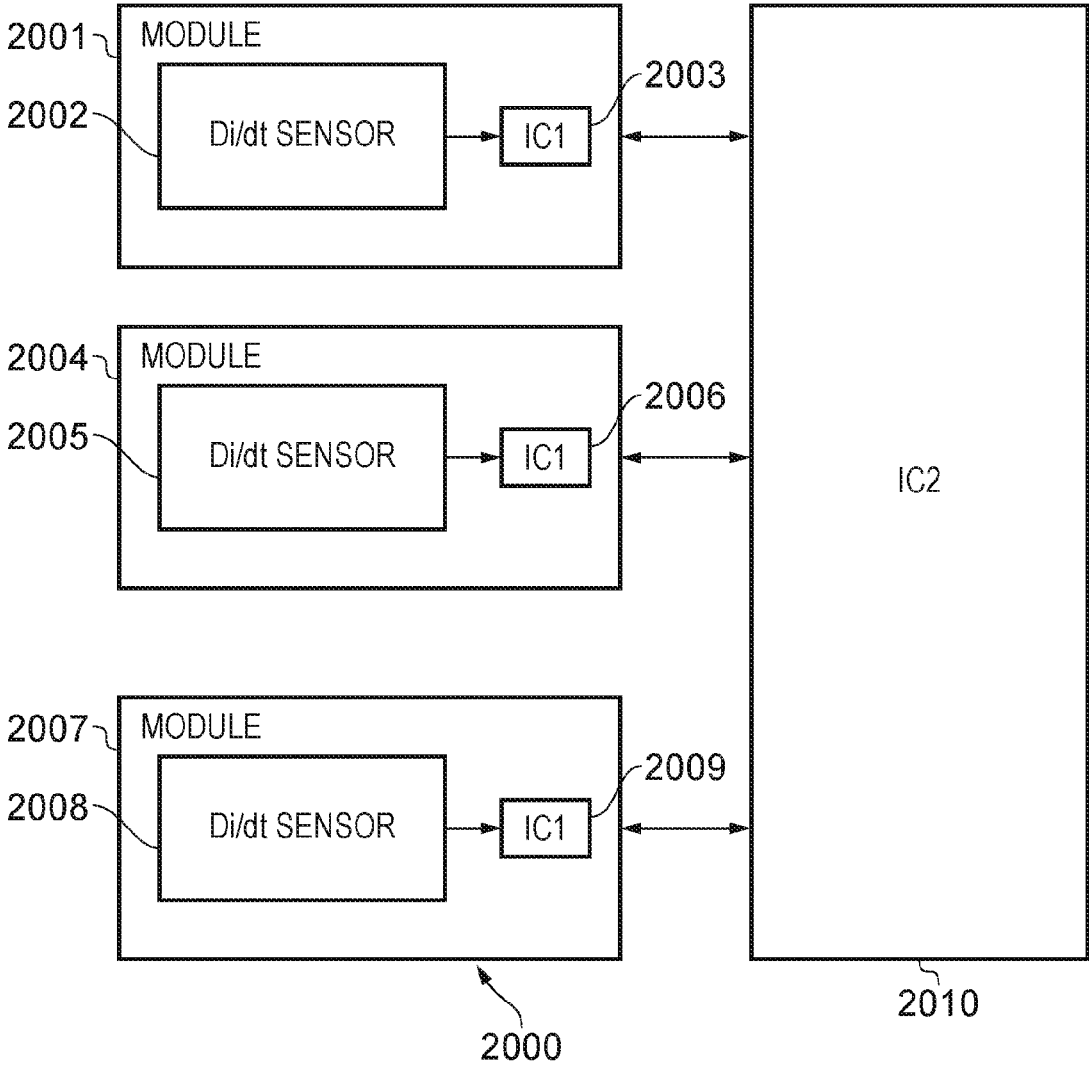 2001
MODULE
2002
Di/dt SENSOR
IC1
2003
2004
MODULE
2005
Di/dt SENSOR
IC1
2006
IC2
2007
MODULE
2008
Di/dt SENSOR
IC1
2009
2010
2000